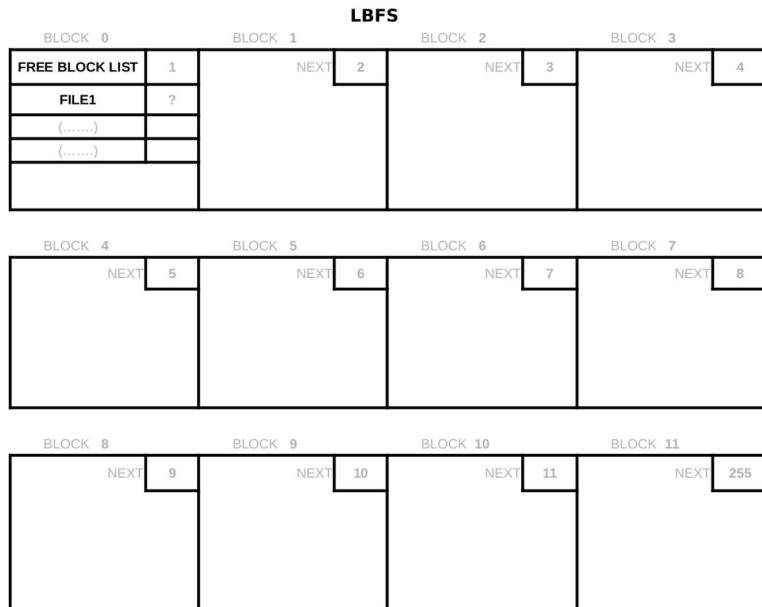 LBFS
BLOCK 0 BLOCK 1 BLOCK 2 BLOCK 3
FREE BLOCK LIST 1 NEXT 2 NEXT 3 NEXT 4
FILE1 ?
(.......)
(.......)
BLOCK 4 BLOCK 5 BLOCK 6 BLOCK 7
NEXT 5 NEXT 6 NEXT 7 NEXT 8
BLOCK 8 BLOCK 9 BLOCK 10 BLOCK 11
NEXT 9 NEXT 10 NEXT 11 NEXT 255